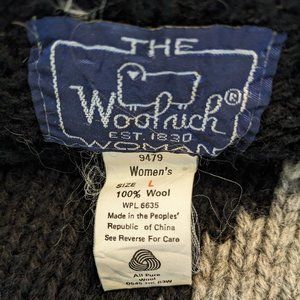 THE
Woolrich®
EST. 1830
WOMAN
9479
Women's
SIZE L
100% Wool
WPL 6635
Made in the Peoples'
Republic of China
See Reverse For Care
All Pure
Wool